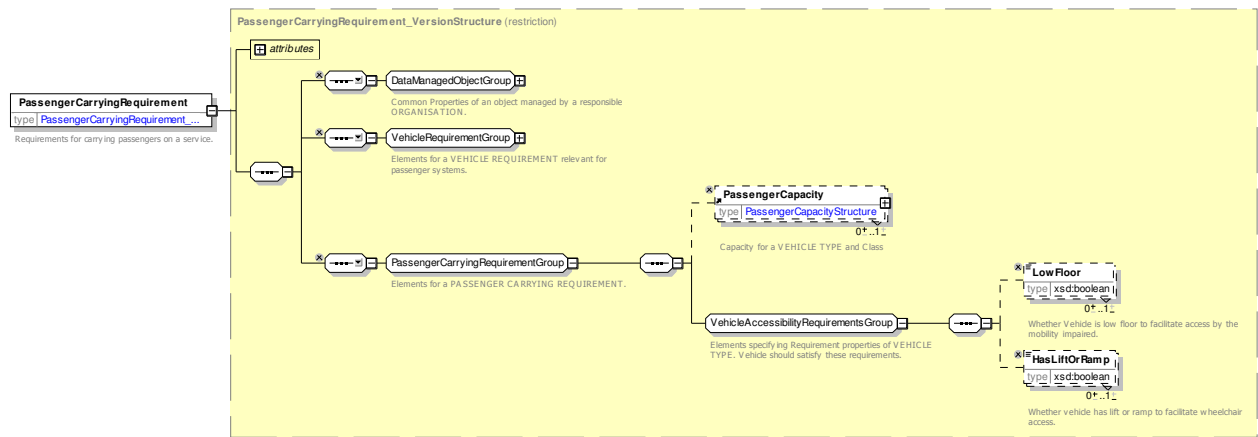 PassengerCarryingRequirement_VersionStructure (restriction)
attributes
DataManagedObjectGroup
Common Properties of an object managed by a responsible
ORGANISATION.
PassengerCarryingRequirement
type PassengerCarryingRequirement_...
Requirements for carrying passengers on a service.
VehicleRequirementGroup
Elements for a VEHICLE REQUIREMENT relevant for
passenger systems.
PassengerCapacity
type PassengerCapacityStructure
0..1
Capacity for a VEHICLE TYPE and Class
PassengerCarryingRequirementGroup
Elements for a PASSENGER CARRYING REQUIREMENT.
LowFloor
type xsd:boolean
0..1
Whether Vehicle is low floor to facilitate access by the
mobility impaired.
VehicleAccessibilityRequirementsGroup
Elements specifying Requirement properties of VEHICLE
TYPE. Vehicle should satisfy these requirements.
HasLiftOrRamp
type xsd:boolean
0..1
Whether vehicle has lift or ramp to facilitate wheelchair
access.